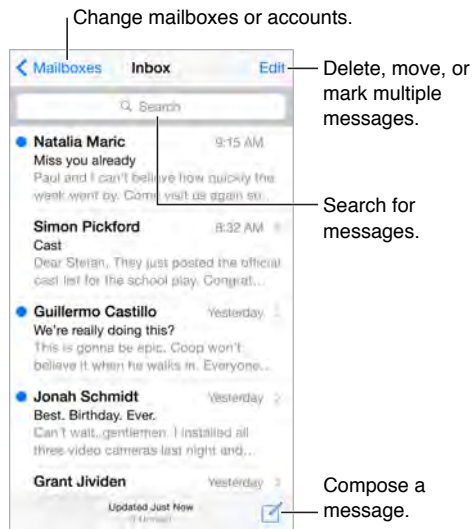 Change mailboxes or accounts.
Mailboxes Inbox Edit
Delete, move, or
mark multiple
messages.
Search
Natalia Maric 9:15 AM
Miss you already
Paul and I can't believe how quickly the
week went by. Come visit us again so...
Search for
messages.
Simon Pickford 8:32 AM
Cast
Dear Stefan, They just posted the official
cast list for the school play. Congrat...
Guillermo Castillo Yesterday
We're really doing this?
This is gonna be epic. Coop won't
believe it when he walks in. Everyone...
Jonah Schmidt Yesterday
Best. Birthday. Ever.
Can't wait, gentlemen. I installed all
three video cameras last night and...
Grant Jividen Yesterday
Updated Just Now
Compose a
message.